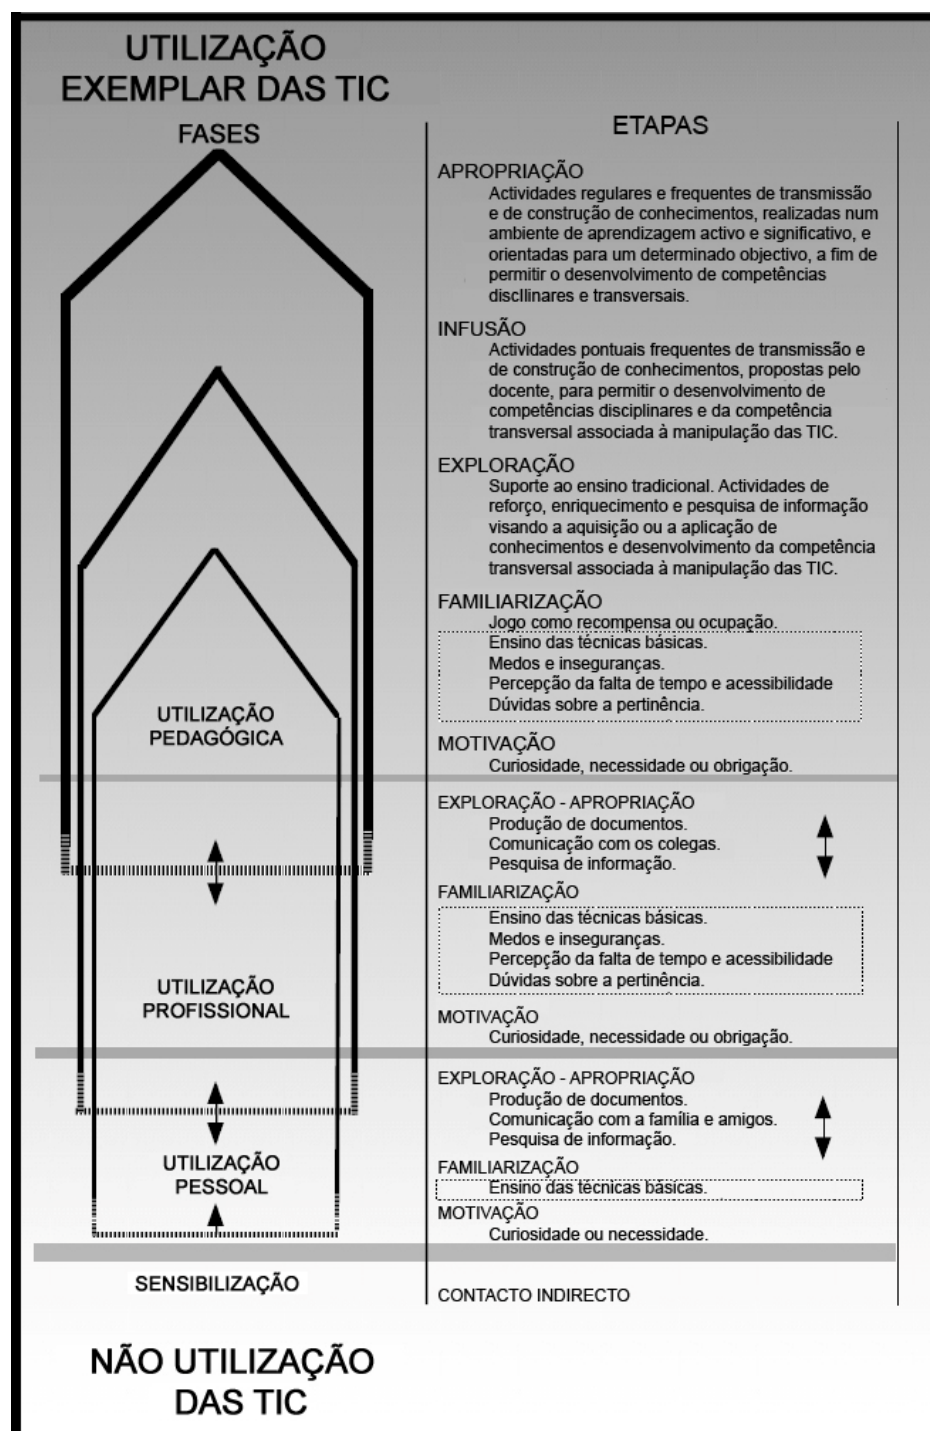 UTILIZAÇÃO
EXEMPLAR DAS TIC
FASES
ETAPAS
APROPRIAÇÃO
Actividades regulares e frequentes de transmissão
e de construção de conhecimentos, realizadas num
ambiente de aprendizagem activo e significativo, e
orientadas para um determinado objectivo, a fim de
permitir o desenvolvimento de competências
discllinares e transversais.
INFUSÃO
Actividades pontuais frequentes de transmissão e
de construção de conhecimentos, propostas pelo
docente, para permitir o desenvolvimento de
competências disciplinares e da competência
transversal associada à manipulação das TIC.
EXPLORAÇÃO
Suporte ao ensino tradicional. Actividades de
reforço, enriquecimento e pesquisa de informação
visando a aquisição ou a aplicação de
conhecimentos e desenvolvimento da competência
transversal associada à manipulação das TIC.
FAMILIARIZAÇÃO
Jogo como recompensa ou ocupação.
Ensino das técnicas básicas.
Medos e inseguranças.
Percepção da falta de tempo e acessibilidade
Dúvidas sobre a pertinência.
UTILIZAÇÃO
PEDAGÓGICA
MOTIVAÇÃO
Curiosidade, necessidade ou obrigação.
EXPLORAÇÃO - APROPRIAÇÃO
Produção de documentos.
Comunicação com os colegas.
Pesquisa de informação.
FAMILIARIZAÇÃO
Ensino das técnicas básicas.
Medos e inseguranças.
Percepção da falta de tempo e acessibilidade
Dúvidas sobre a pertinência.
UTILIZAÇÃO
PROFISSIONAL
MOTIVAÇÃO
Curiosidade, necessidade ou obrigação.
EXPLORAÇÃO - APROPRIAÇÃO
Produção de documentos.
Comunicação com a família e amigos.
Pesquisa de informação.
UTILIZAÇÃO
PESSOAL
FAMILIARIZAÇÃO
Ensino das técnicas básicas.
MOTIVAÇÃO
Curiosidade ou necessidade.
SENSIBILIZAÇÃO
CONTACTO INDIRECTO
NÃO UTILIZAÇÃO
DAS TIC